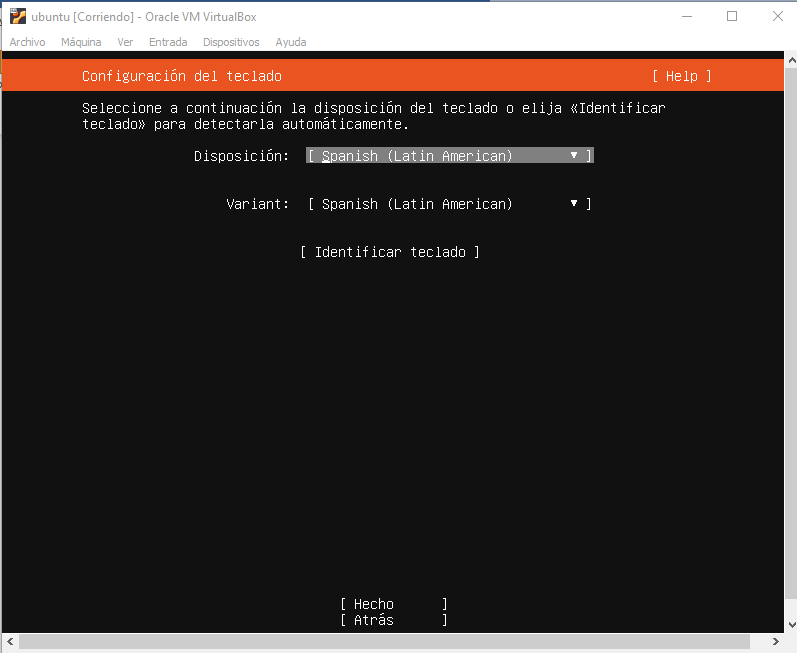 ubuntu [Corriendo] - Oracle VM VirtualBox
Archivo Máquina Ver Entrada Dispositivos Ayuda
Configuración del teclado [ Help ]
Seleccione a continuación la disposición del teclado o elija «Identificar
teclado» para detectarla automáticamente.
Disposición: [ Spanish (Latin American) ▾ ]
Variant: [ Spanish (Latin American) ▾ ]
[ Identificar teclado ]
[ Hecho ]
[ Atrás ]